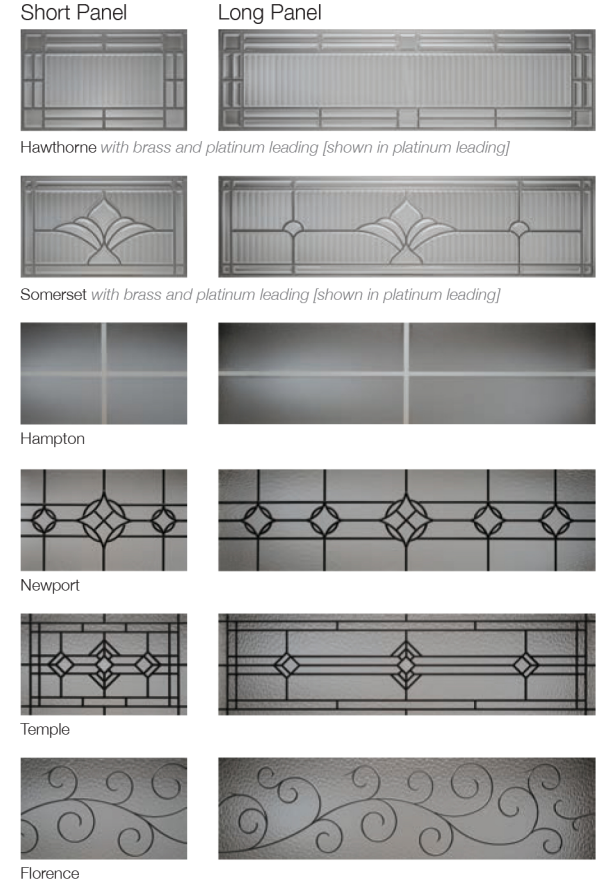 Short Panel Long Panel
Hawthorne with brass and platinum leading [shown in platinum leading]
Somerset with brass and platinum leading [shown in platinum leading]
Hampton
Newport
Temple
Florence